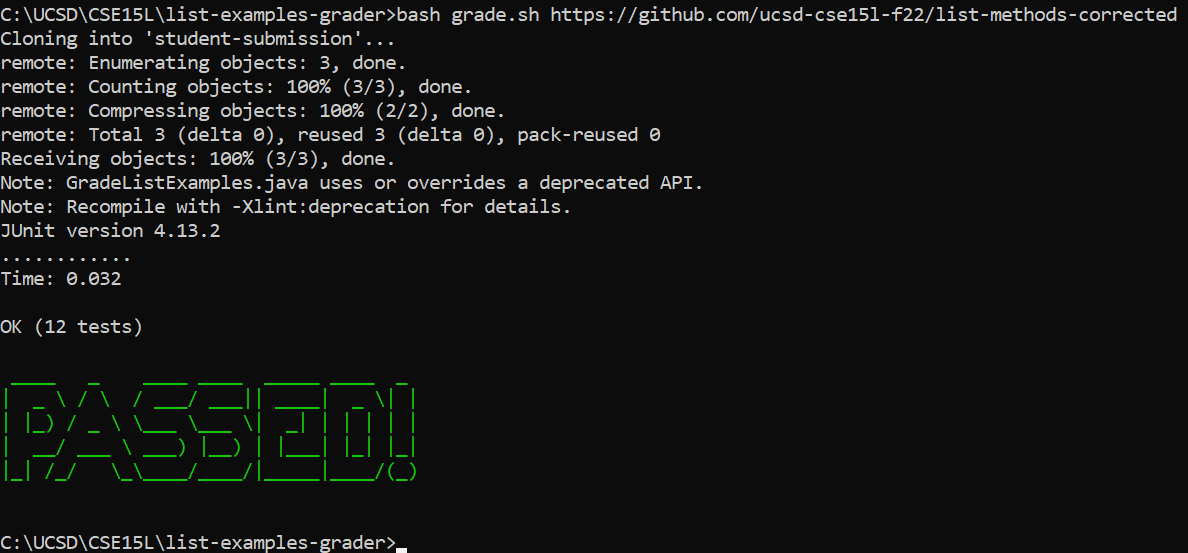 C:\UCSD\CSE15L\list-examples-grader>bash grade.sh https://github.com/ucsd-cse15l-f22/list-methods-corrected
Cloning into 'student-submission'...
remote: Enumerating objects: 3, done.
remote: Counting objects: 100% (3/3), done.
remote: Compressing objects: 100% (2/2), done.
remote: Total 3 (delta 0), reused 3 (delta 0), pack-reused 0
Receiving objects: 100% (3/3), done.
Note: GradeListExamples.java uses or overrides a deprecated API.
Note: Recompile with -Xlint:deprecation for details.
JUnit version 4.13.2
............
Time: 0.032
OK (12 tests)
PASSED!
C:\UCSD\CSE15L\list-examples-grader>